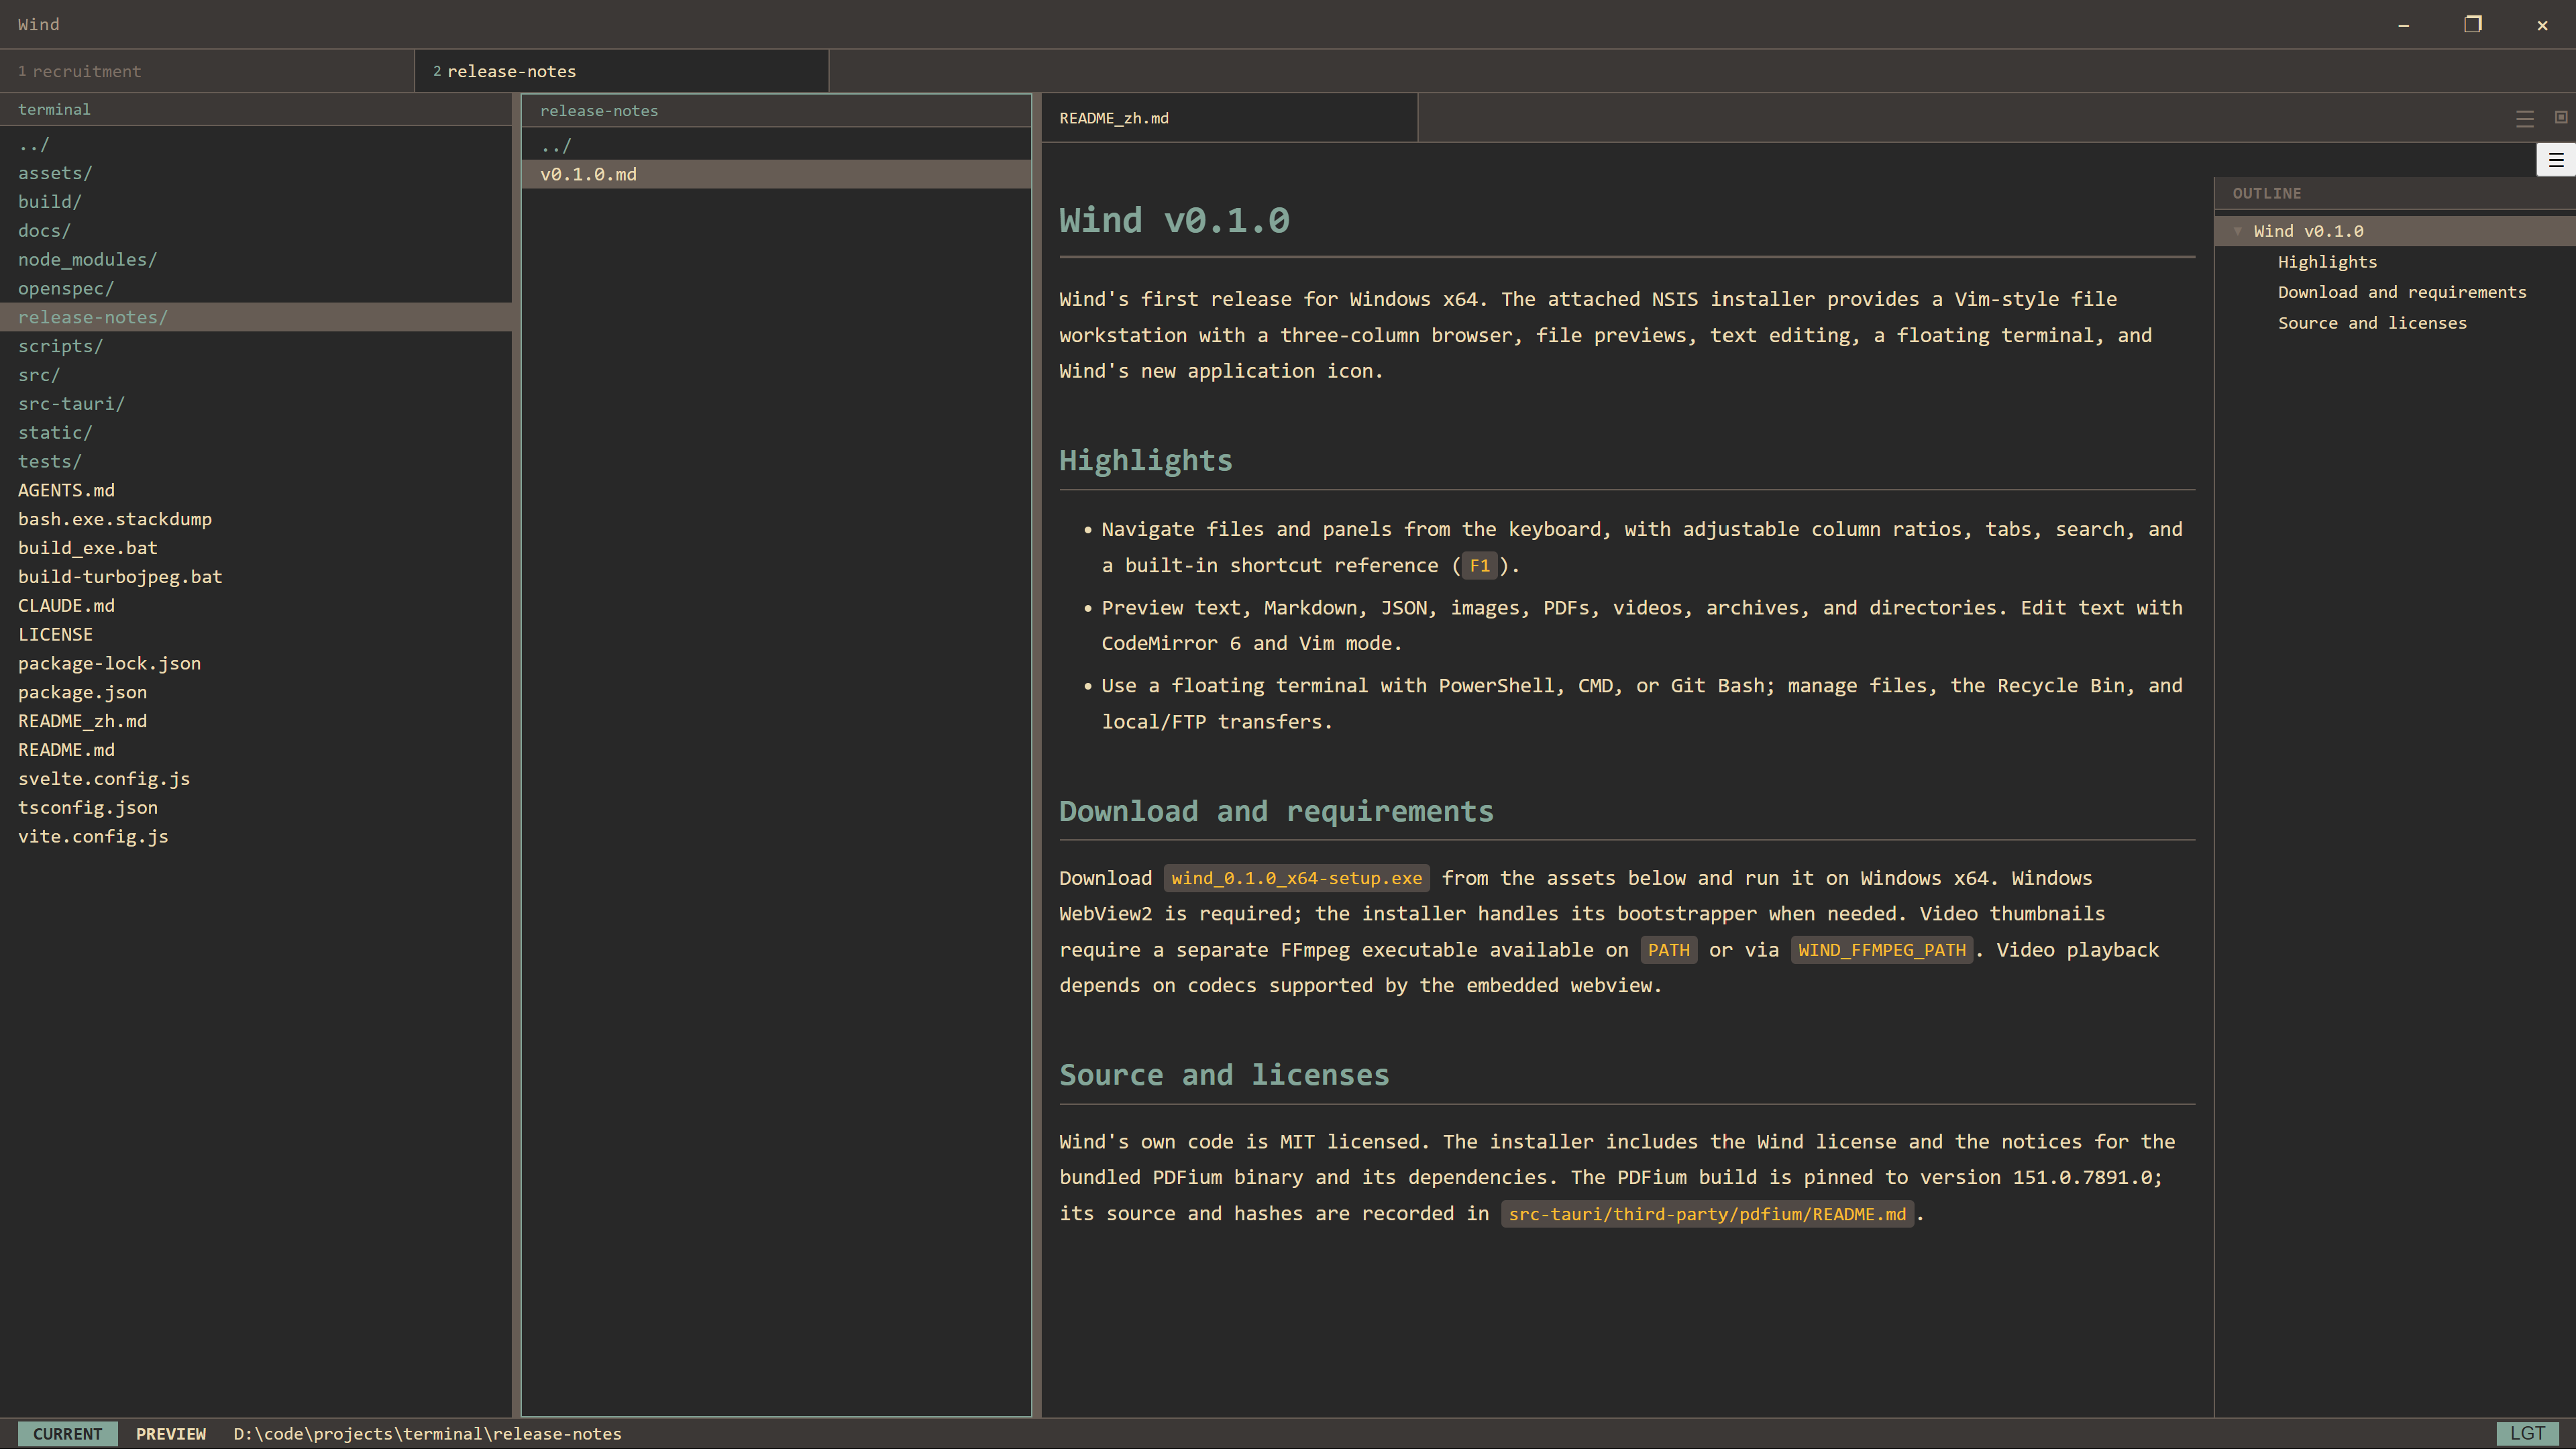 Wind
1 recruitment
2 release-notes
terminal
../
assets/
build/
docs/
node_modules/
openspec/
release-notes/
scripts/
src/
src-tauri/
static/
tests/
AGENTS.md
bash.exe.stackdump
build_exe.bat
build-turbojpeg.bat
CLAUDE.md
LICENSE
package-lock.json
package.json
README_zh.md
README.md
svelte.config.js
tsconfig.json
vite.config.js
release-notes
../
v0.1.0.md
README_zh.md
Wind v0.1.0
Wind's first release for Windows x64. The attached NSIS installer provides a Vim-style file
workstation with a three-column browser, file previews, text editing, a floating terminal, and
Wind's new application icon.
Highlights
• Navigate files and panels from the keyboard, with adjustable column ratios, tabs, search, and
a built-in shortcut reference (F1).
• Preview text, Markdown, JSON, images, PDFs, videos, archives, and directories. Edit text with
CodeMirror 6 and Vim mode.
• Use a floating terminal with PowerShell, CMD, or Git Bash; manage files, the Recycle Bin, and
local/FTP transfers.
Download and requirements
Download wind_0.1.0_x64-setup.exe from the assets below and run it on Windows x64. Windows
WebView2 is required; the installer handles its bootstrapper when needed. Video thumbnails
require a separate FFmpeg executable available on PATH or via WIND_FFMPEG_PATH. Video playback
depends on codecs supported by the embedded webview.
Source and licenses
Wind's own code is MIT licensed. The installer includes the Wind license and the notices for the
bundled PDFium binary and its dependencies. The PDFium build is pinned to version 151.0.7891.0;
its source and hashes are recorded in src-tauri/third-party/pdfium/README.md.
OUTLINE
Wind v0.1.0
Highlights
Download and requirements
Source and licenses
CURRENT PREVIEW D:\code\projects\terminal\release-notes
LGT